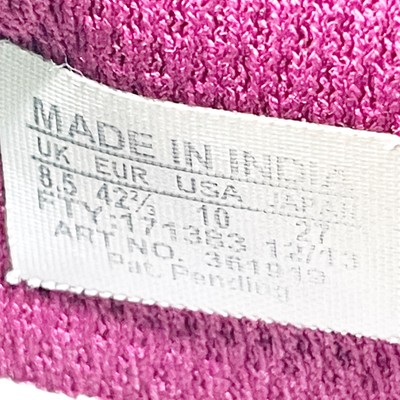 MADE IN INDIA
UK EUR USA JAPAN
8.5 42⅔ 10 27
FTY:171383 12/13
ART NO. 361919
Pat. Pending